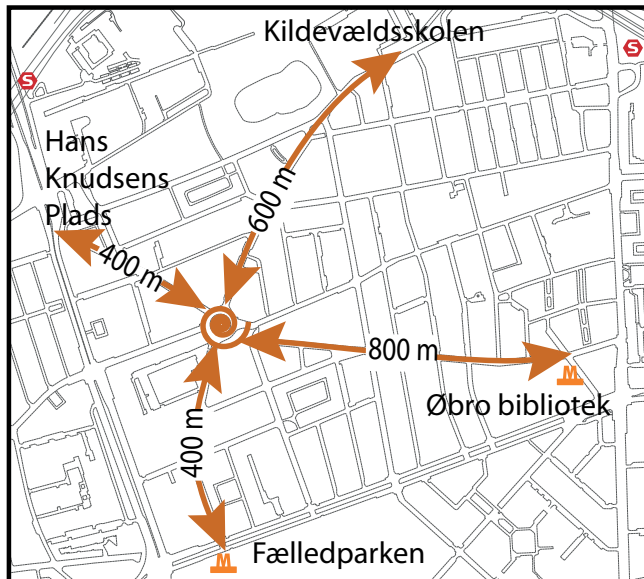 Kildevældsskolen
S
S
Hans
Knudsens
Plads
600 m
400 m
800 m
M
Øbro bibliotek
400 m
M
Fælledparken